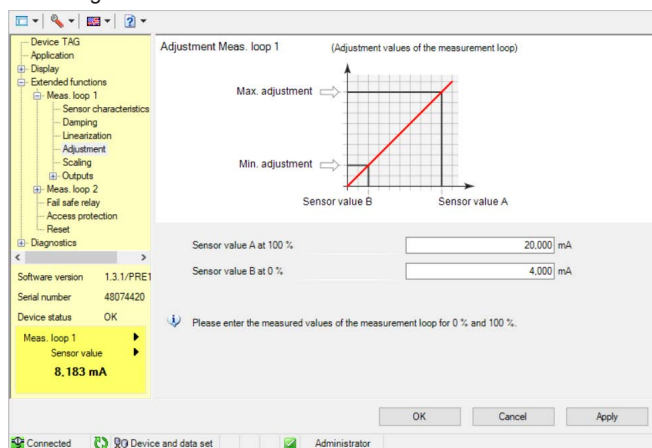 Device TAG
Application
Display
Extended functions
Meas. loop 1
Sensor characteristics
Damping
Linearization
Adjustment
Scaling
Outputs
Meas. loop 2
Fail safe relay
Access protection
Reset
Diagnostics
Software version 1.3.1/PRE1
Serial number 48074420
Device status OK
Meas. loop 1
Sensor value
8,183 mA
Adjustment Meas. loop 1 (Adjustment values of the measurement loop)
Max. adjustment
Min. adjustment
Sensor value B Sensor value A
Sensor value A at 100 % 20,000 mA
Sensor value B at 0 % 4,000 mA
Please enter the measured values of the measurement loop for 0 % and 100 %.
OK Cancel Apply
Connected Device and data set Administrator